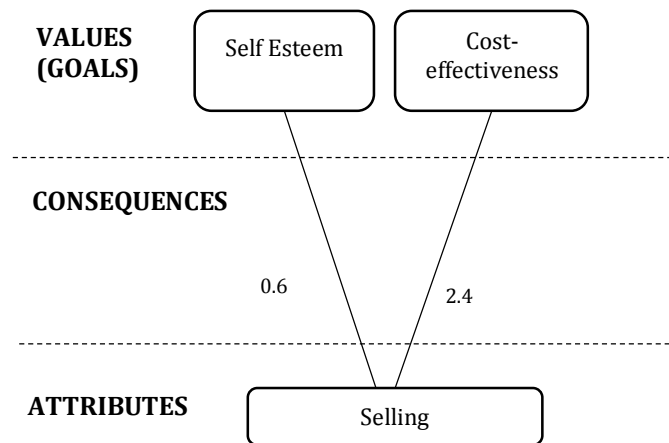 VALUES
(GOALS)
Self Esteem
Cost-
effectiveness
CONSEQUENCES
0.6
2.4
ATTRIBUTES
Selling